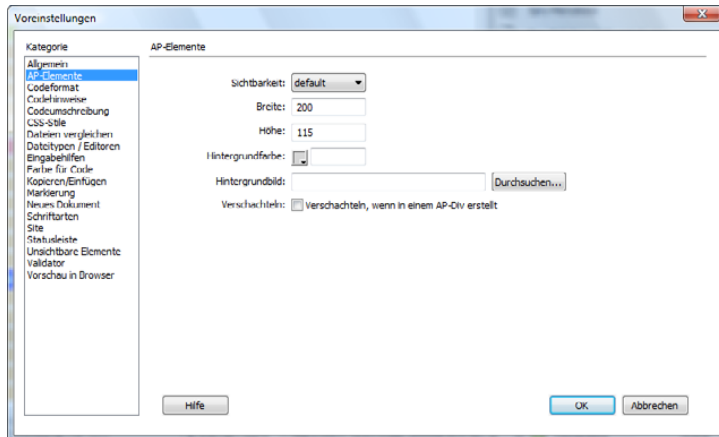 Voreinstellungen
Kategorie
AP-Elemente
Allgemein
AP-Elemente
Codeformat
Codehinweise
Codeumschreibung
CSS-Stile
Dateien vergleichen
Dateitypen / Editoren
Eingabehilfen
Farbe für Code
Kopieren/Einfügen
Markierung
Neues Dokument
Schriftarten
Site
Statusleiste
Unsichtbare Elemente
Validator
Vorschau in Browser
Sichtbarkeit: default
Breite: 200
Höhe: 115
Hintergrundfarbe:
Hintergrundbild: Durchsuchen...
Verschachteln: Verschachteln, wenn in einem AP-Div erstellt
Hilfe OK Abbrechen